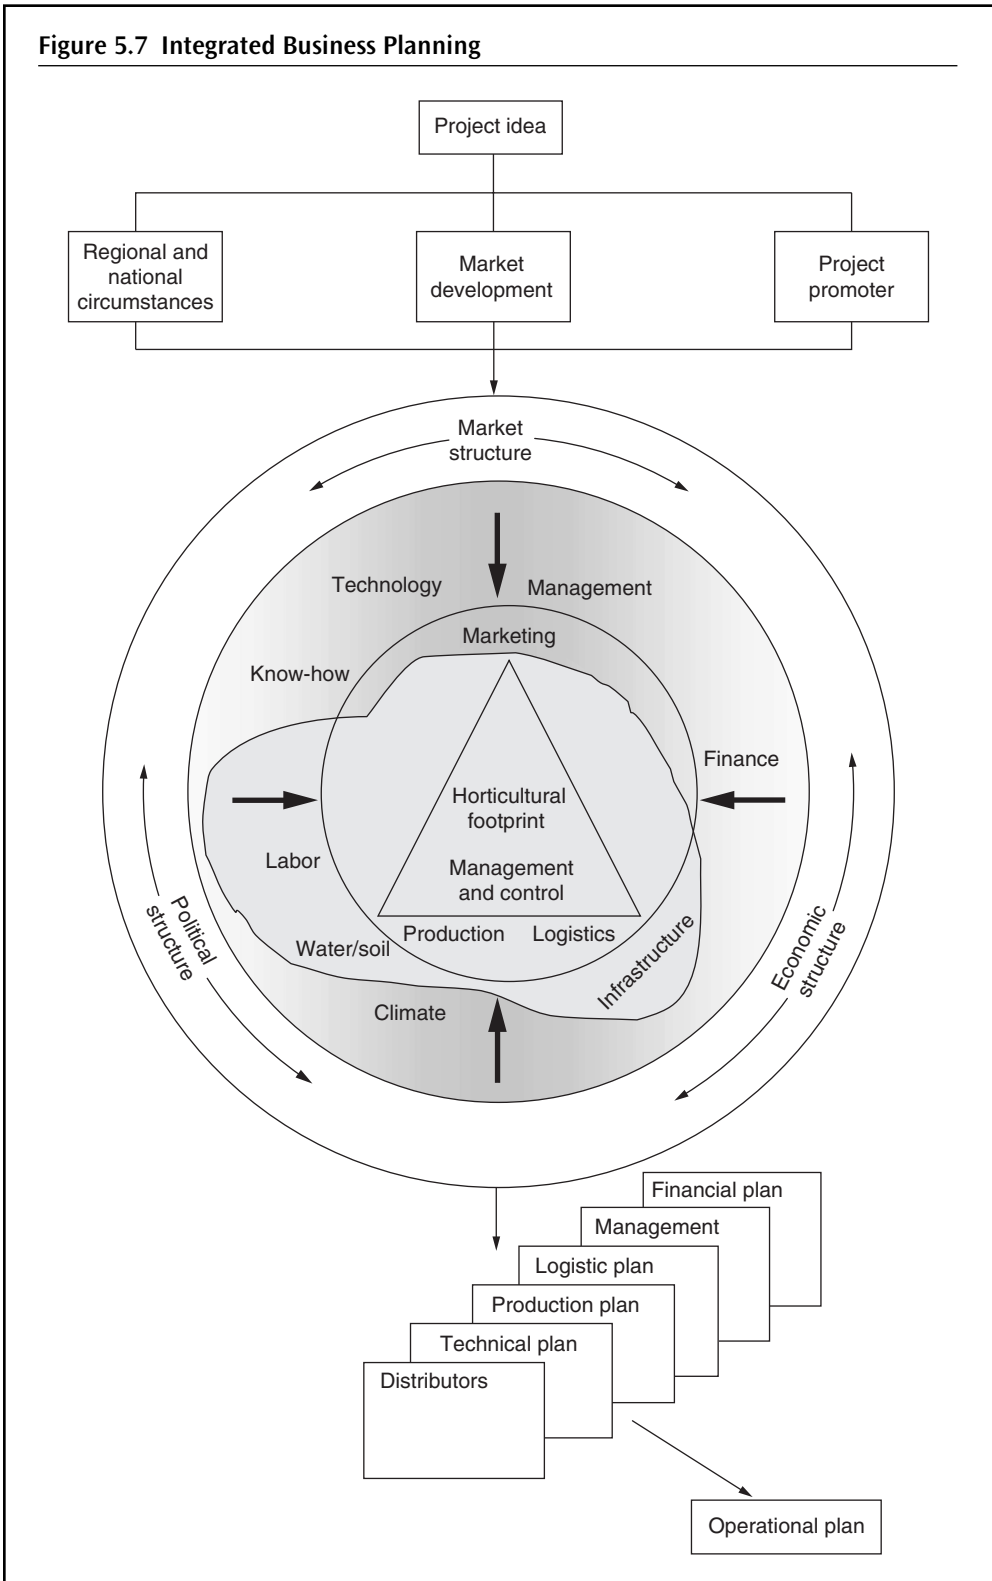 Figure 5.7 Integrated Business Planning
Project idea
Regional and
national
circumstances
Market
development
Project
promoter
Market
structure
Technology
Management
Marketing
Know-how
Finance
Horticultural
footprint
Labor
Management
and control
Political
structure
Production
Logistics
Water/soil
Infrastructure
Economic
structure
Climate
Financial plan
Management
Logistic plan
Production plan
Technical plan
Distributors
Operational plan